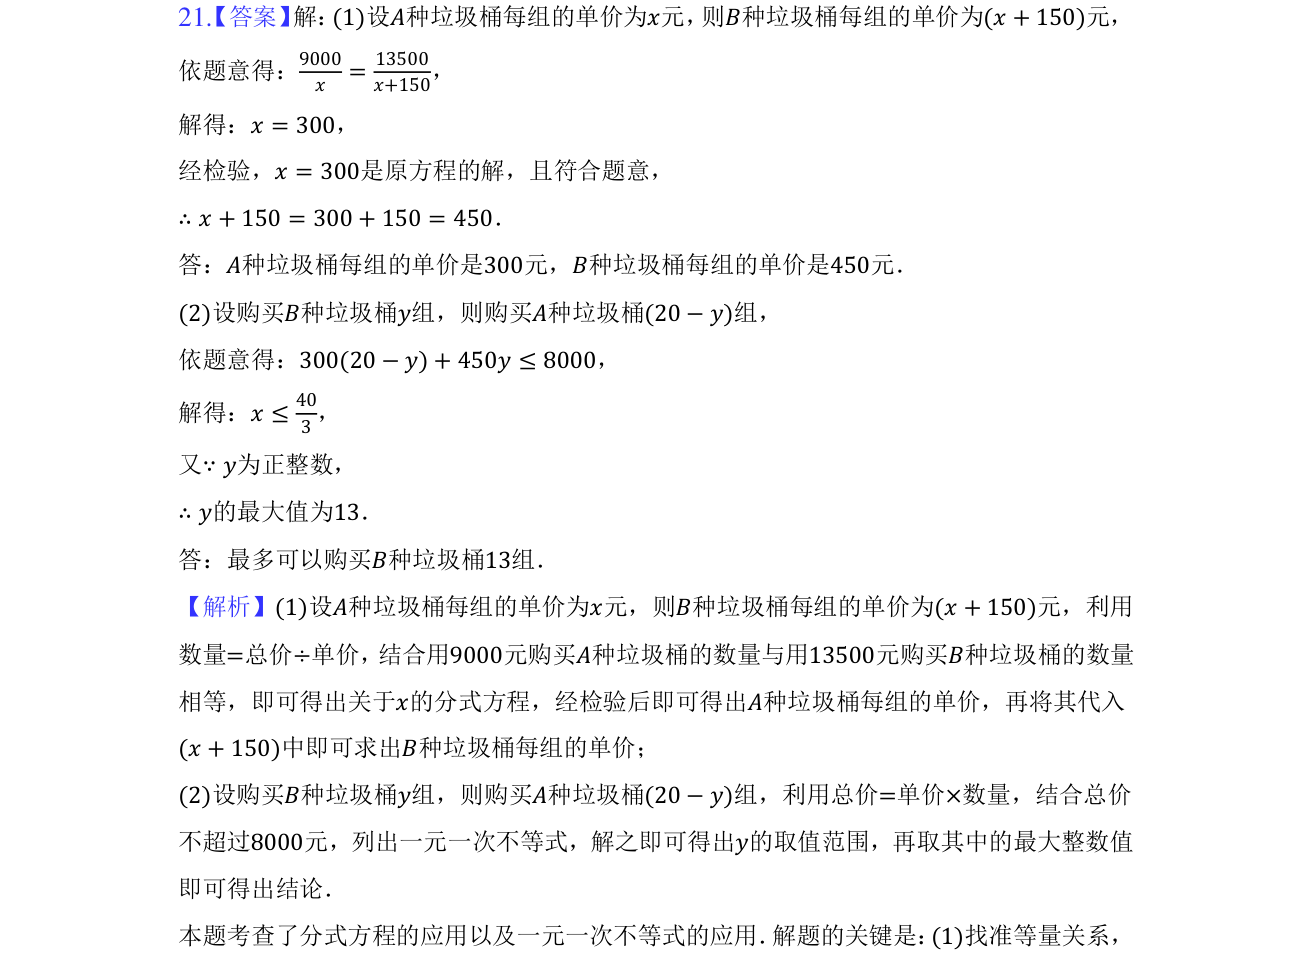 21.【答案】解：(1)设A种垃圾桶每组的单价为x元，则B种垃圾桶每组的单价为(x + 150)元，
依题意得：9000/x = 13500/(x+150)，
解得：x = 300，
经检验，x = 300是原方程的解，且符合题意，
∴ x + 150 = 300 + 150 = 450．
答：A种垃圾桶每组的单价是300元，B种垃圾桶每组的单价是450元．
(2)设购买B种垃圾桶y组，则购买A种垃圾桶(20 − y)组，
依题意得：300(20 − y) + 450y ≤ 8000，
解得：x ≤ 40/3，
又∵ y为正整数，
∴ y的最大值为13．
答：最多可以购买B种垃圾桶13组．
【解析】(1)设A种垃圾桶每组的单价为x元，则B种垃圾桶每组的单价为(x + 150)元，利用
数量=总价÷单价，结合用9000元购买A种垃圾桶的数量与用13500元购买B种垃圾桶的数量
相等，即可得出关于x的分式方程，经检验后即可得出A种垃圾桶每组的单价，再将其代入
(x + 150)中即可求出B种垃圾桶每组的单价；
(2)设购买B种垃圾桶y组，则购买A种垃圾桶(20 − y)组，利用总价=单价×数量，结合总价
不超过8000元，列出一元一次不等式，解之即可得出y的取值范围，再取其中的最大整数值
即可得出结论．
本题考查了分式方程的应用以及一元一次不等式的应用．解题的关键是：(1)找准等量关系，